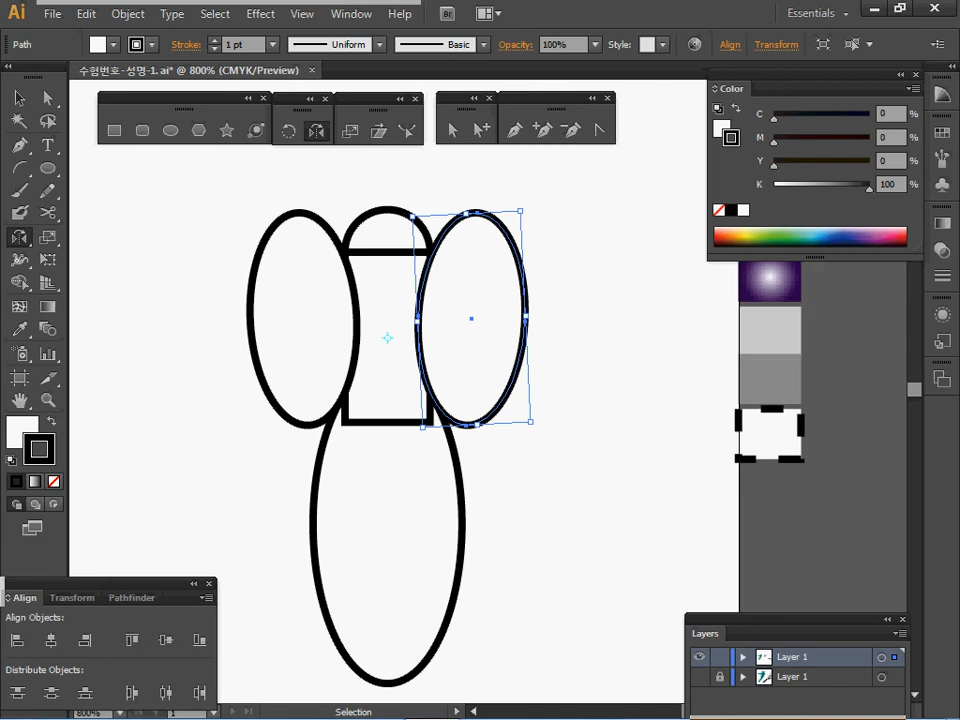 Ai File Edit Object Type Select Effect View Window Help Br Essentials
Path Stroke: 1 pt Uniform Basic Opacity: 100% Style: Align Transform
수험번호-성명-1.ai* @ 800% (CMYK/Preview)
Color
C 0 %
M 0 %
Y 0 %
K 100 %
Align Transform Pathfinder
Align Objects:
Distribute Objects:
Layers
Layer 1
Layer 1
800% 1 Selection